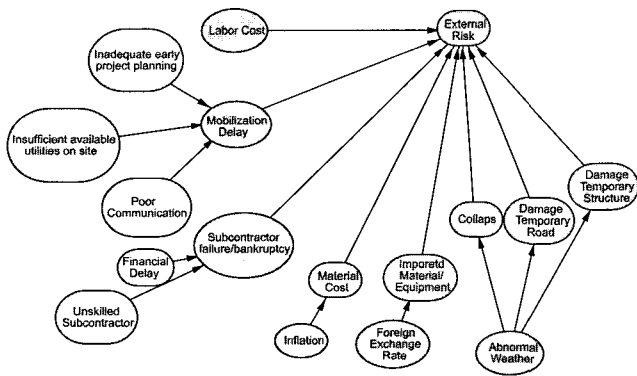 Labor Cost
External
Risk
Inadequate early
project planning
Mobilization
Delay
Insufficient available
utilities on site
Poor
Communication
Damage
Temporary
Structure
Damage
Temporary
Road
Collaps
Subcontractor
failure/bankruptcy
Financial
Delay
Unskilled
Subcontractor
Material
Cost
Imporetd
Material/
Equipment
Inflation
Foreign
Exchange
Rate
Abnormal
Weather